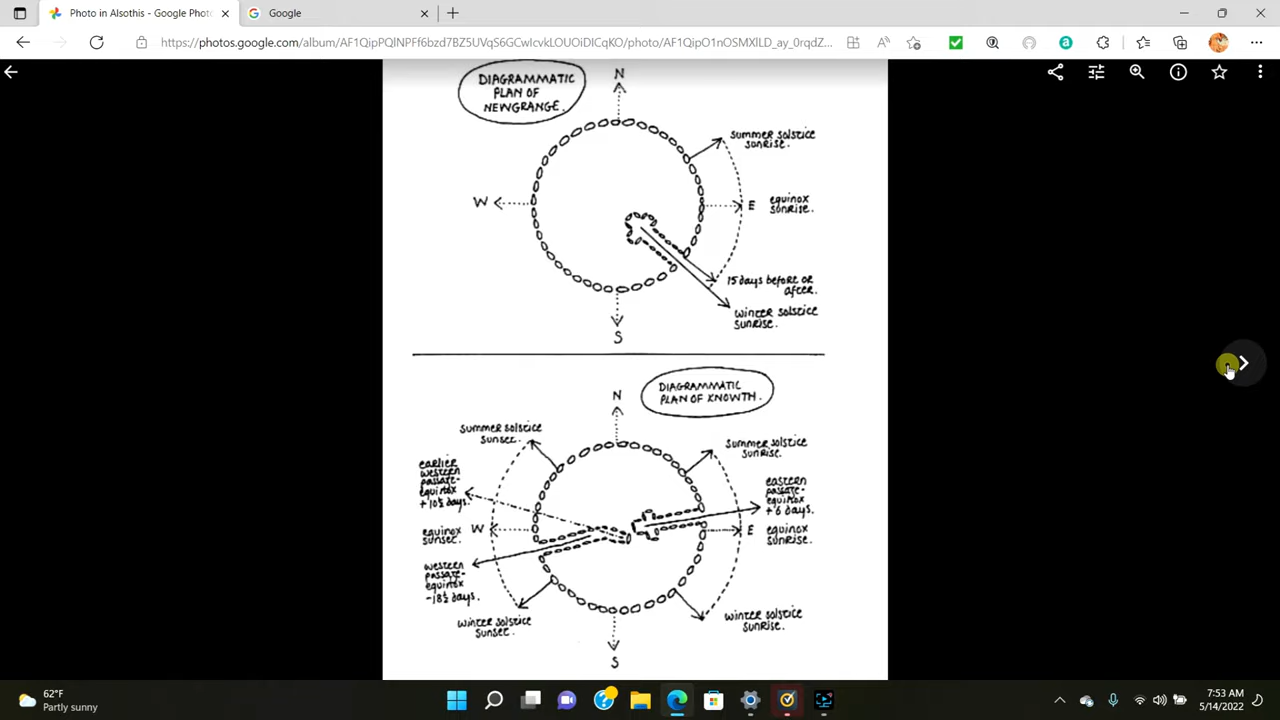 Photo in Alsothis - Google Photo
Google
https://photos.google.com/album/AF1QipPQlNPFf6bzd7BZ5UVqS6CwIcvkLOUOiDICqKO/photo/AF1QipO1nOSMXlLD_ay_0rqdZ...
DIAGRAMMATIC
PLAN OF
NEWGRANGE.
N
summer solstice
sunrise.
W
E
equinox
sunrise.
15 days before or
after.
winter solstice
sunrise.
S
DIAGRAMMATIC
PLAN OF KNOWTH.
N
summer solstice
sunset.
summer solstice
sunrise.
earlier
western
passage-
equinox
+10½ days.
eastern
passage-
equinox
+6 days.
equinox
sunset.
W
E
equinox
sunrise.
western
passage-
equinox
-18½ days.
winter solstice
sunset.
winter solstice
sunrise.
S
62°F
Partly sunny
7:53 AM
5/14/2022